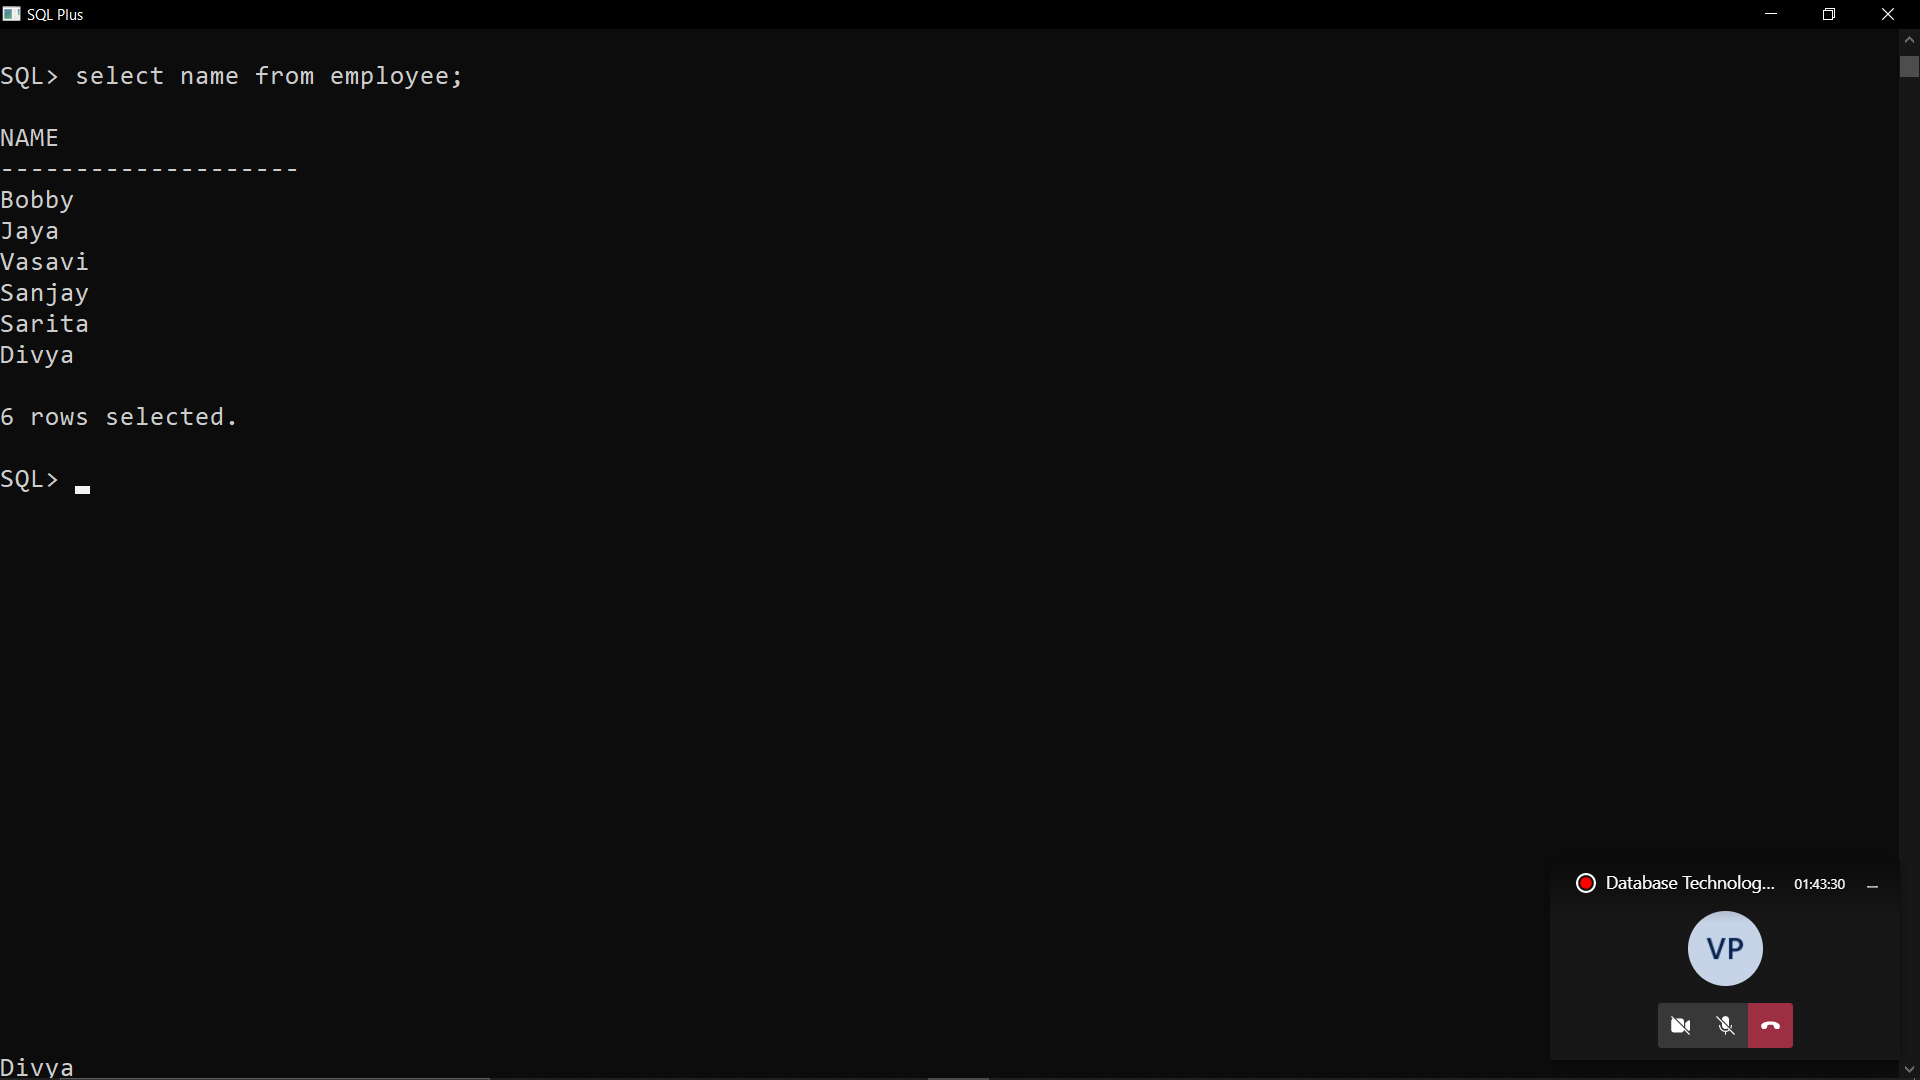 SQL Plus
SQL> select name from employee;
NAME
--------------------
Bobby
Jaya
Vasavi
Sanjay
Sarita
Divya
6 rows selected.
SQL>
Database Technolog... 01:43:30
VP
Divya